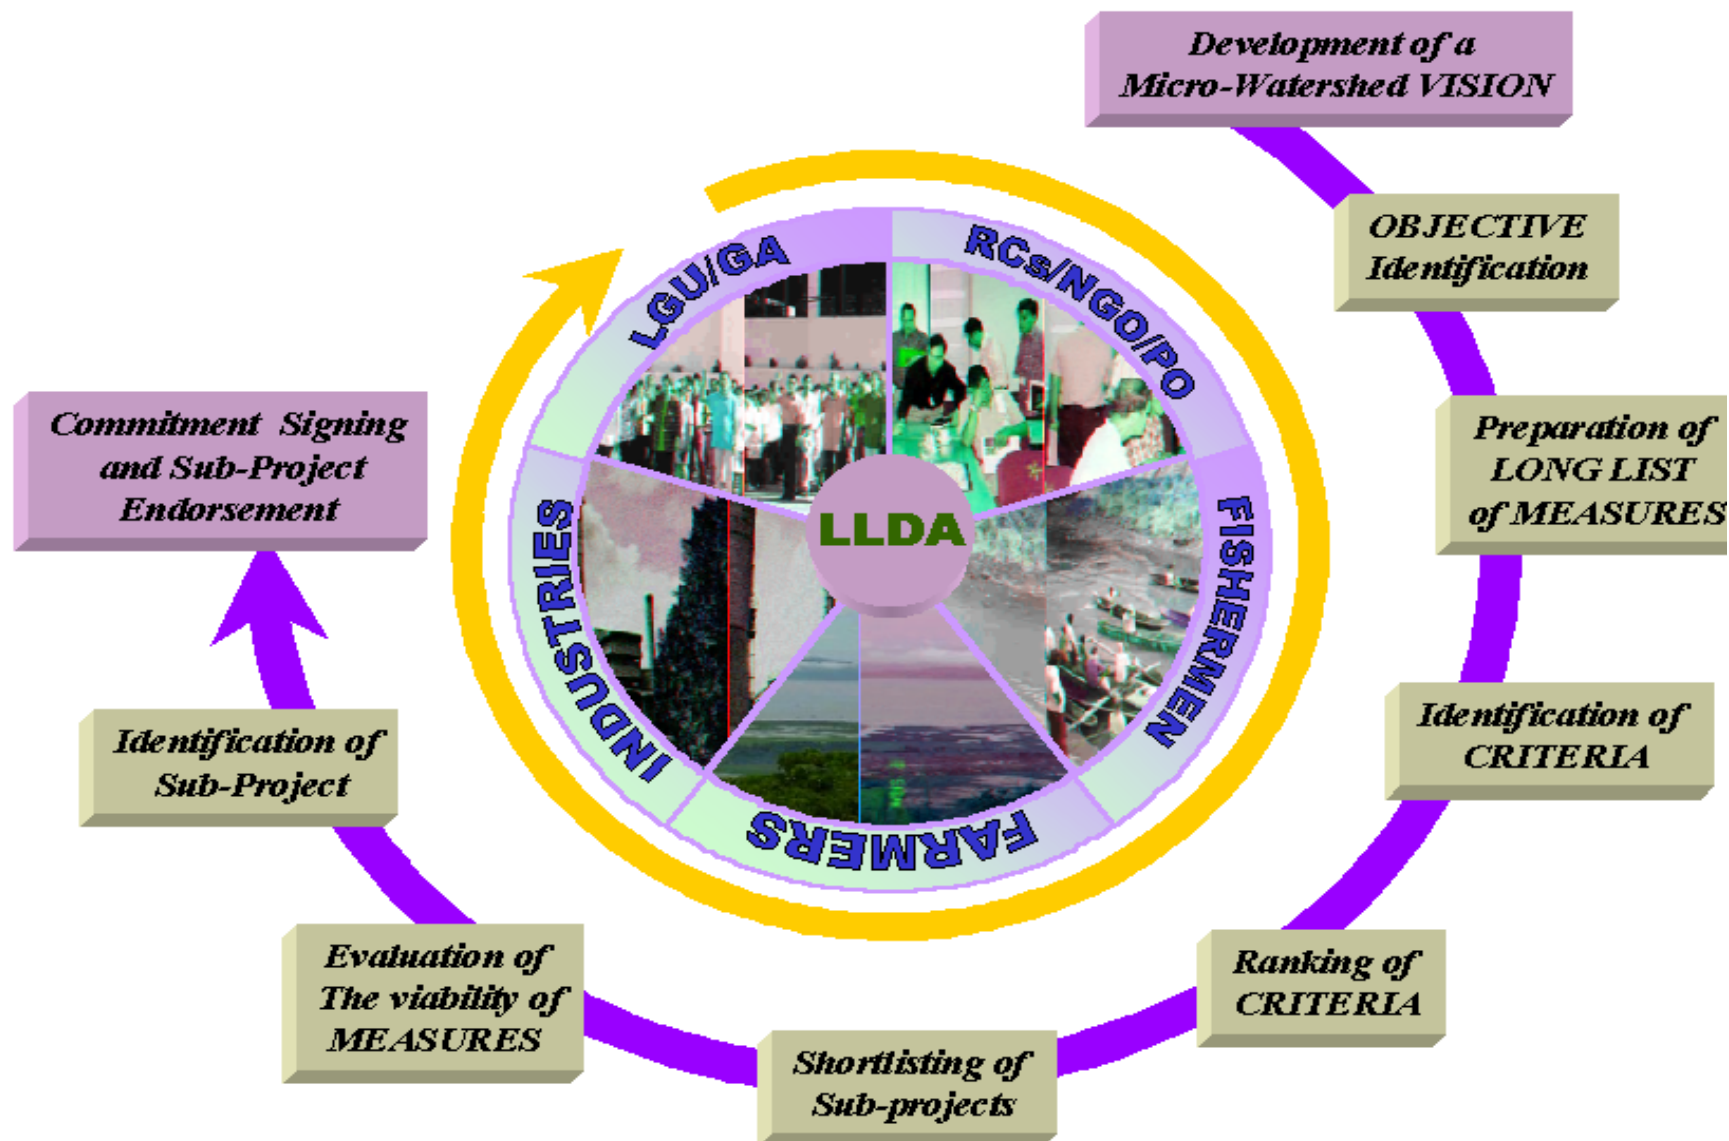 Development of a
Micro-Watershed VISION
OBJECTIVE
Identification
Preparation of
LONG LIST
of MEASURES
Identification of
CRITERIA
Ranking of
CRITERIA
Shortlisting of
Sub-projects
Evaluation of
The viability of
MEASURES
Identification of
Sub-Project
Commitment Signing
and Sub-Project
Endorsement
LGU/GA
RCs/NGO/PO
FISHERMEN
FARMERS
INDUSTRIES
LLDA